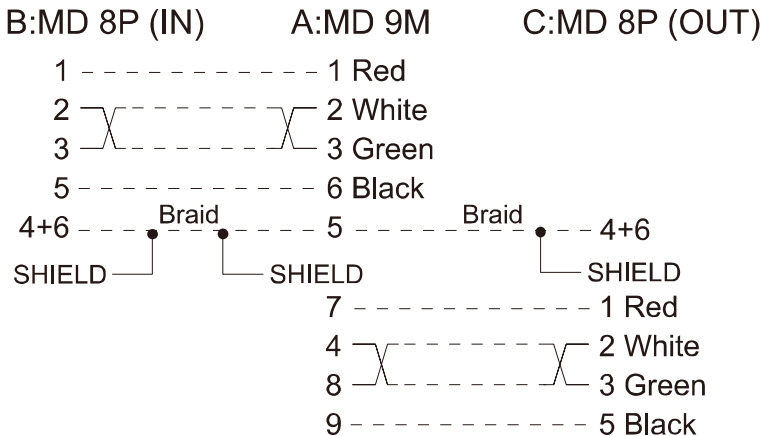 B:MD 8P (IN) A:MD 9M C:MD 8P (OUT)
1 1 Red
2 2 White
3 3 Green
5 6 Black
4+6 Braid 5 Braid 4+6
SHIELD SHIELD SHIELD
7 1 Red
4 2 White
8 3 Green
9 5 Black